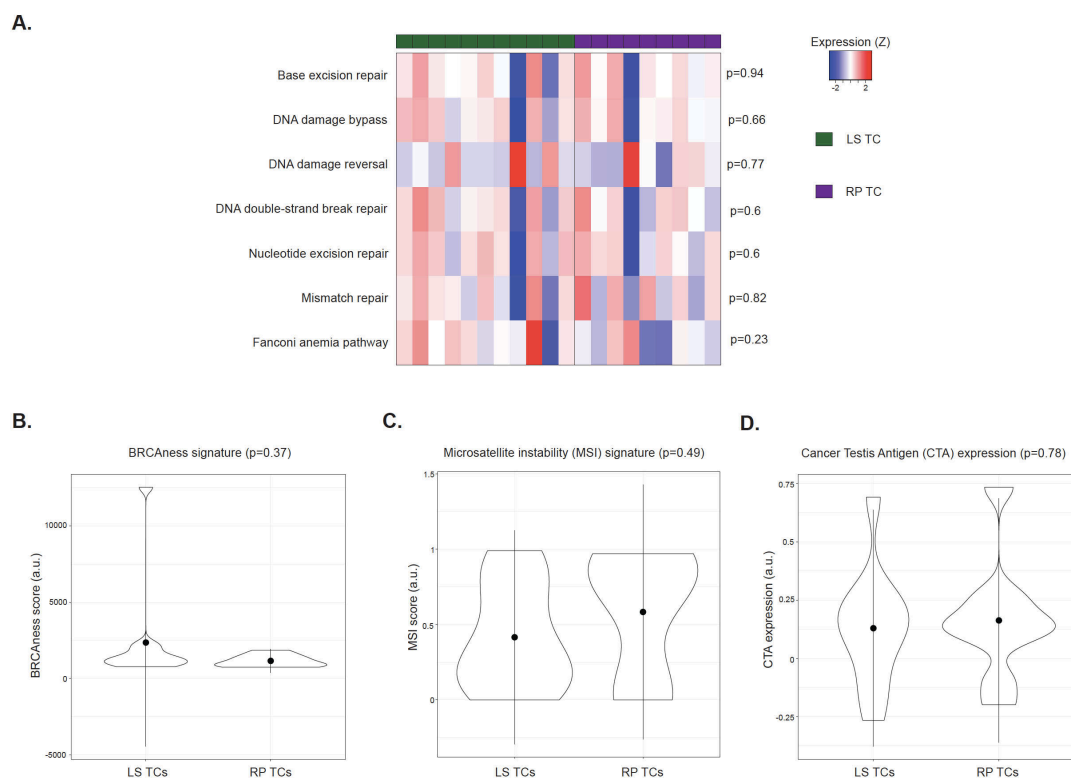 A.
Expression (Z)
-2 2
LS TC
RP TC
Base excision repair p=0.94
DNA damage bypass p=0.66
DNA damage reversal p=0.77
DNA double-strand break repair p=0.6
Nucleotide excision repair p=0.6
Mismatch repair p=0.82
Fanconi anemia pathway p=0.23
B.
BRCAness signature (p=0.37)
BRCAness score (a.u.)
10000
5000
0
-5000
LS TCs RP TCs
C.
Microsatellite instability (MSI) signature (p=0.49)
MSI score (a.u.)
1.5
1
0.5
0
LS TCs RP TCs
D.
Cancer Testis Antigen (CTA) expression (p=0.78)
CTA expression (a.u.)
0.75
0.5
0.25
0
-0.25
LS TCs RP TCs